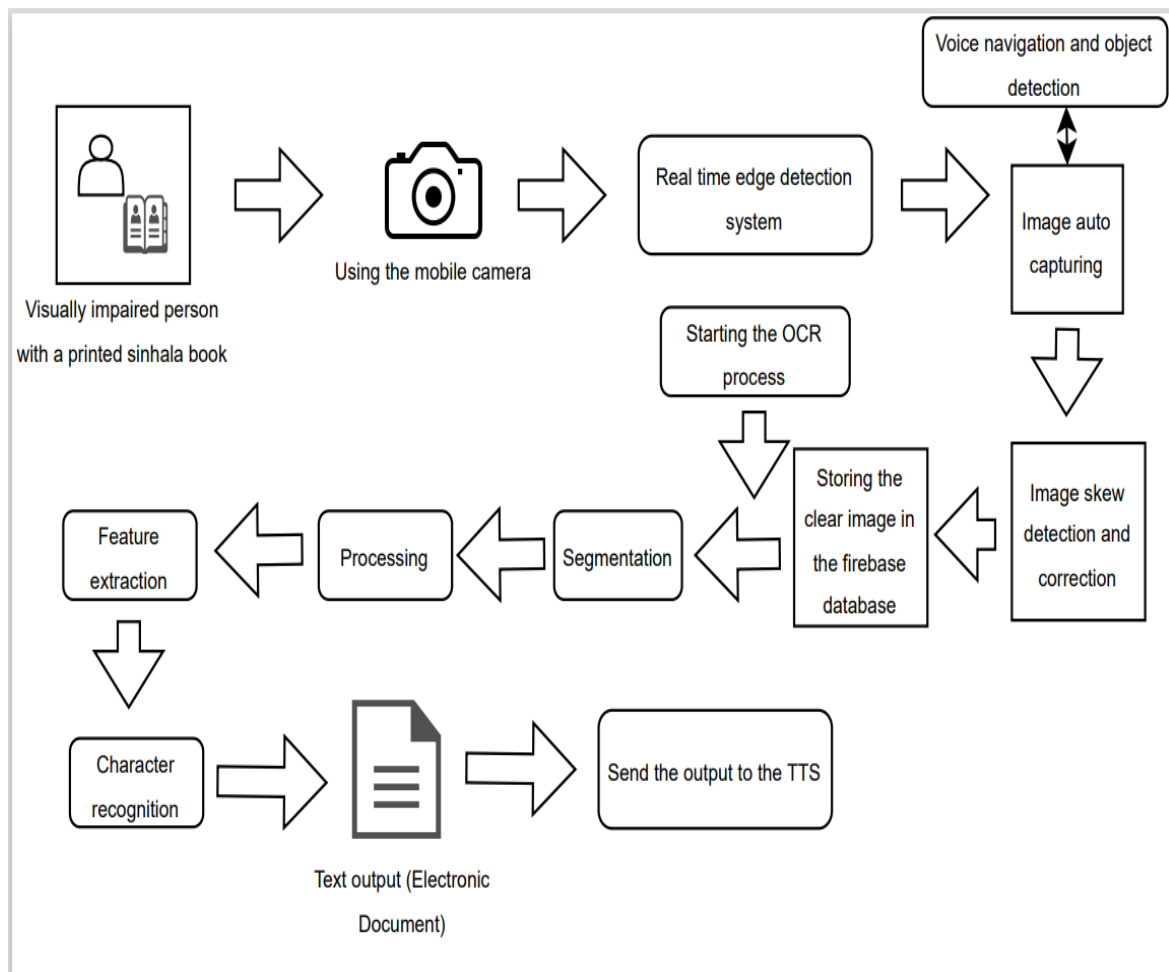 Voice navigation and object
detection
Real time edge detection
system
Image auto
capturing
Using the mobile camera
Visually impaired person
with a printed sinhala book
Starting the OCR
process
Storing the
clear image in
the firebase
database
Image skew
detection and
correction
Segmentation
Processing
Feature
extraction
Character
recognition
Text output (Electronic
Document)
Send the output to the TTS